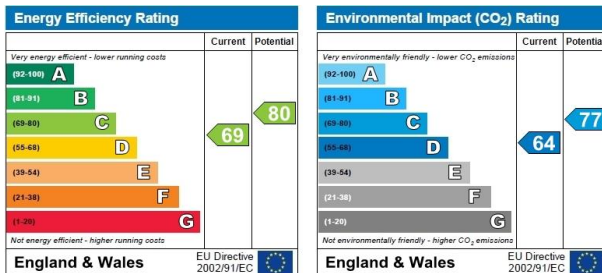 Energy Efficiency Rating
Current Potential
Very energy efficient - lower running costs
(92-100) A
(81-91) B
(69-80) C
(55-68) D
(39-54) E
(21-38) F
(1-20) G
69
80
Not energy efficient - higher running costs
England & Wales
EU Directive
2002/91/EC
Environmental Impact (CO₂) Rating
Current Potential
Very environmentally friendly - lower CO₂ emissions
(92-100) A
(81-91) B
(69-80) C
(55-68) D
(39-54) E
(21-38) F
(1-20) G
64
77
Not environmentally friendly - higher CO₂ emissions
England & Wales
EU Directive
2002/91/EC